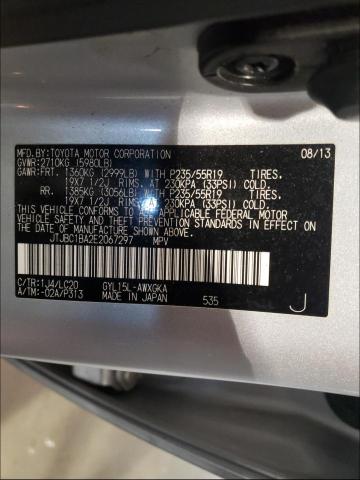 MFD.BY:TOYOTA MOTOR CORPORATION 08/13
GVWR:2710KG (5980LB)
GAWR:FRT. 1360KG (2999LB) WITH P235/55R19 TIRES.
19X7 1/2J RIMS. AT 230KPA (33PSI) COLD.
RR. 1385KG (3056LB) WITH P235/55R19 TIRES.
19X7 1/2J RIMS. AT 230KPA (33PSI) COLD.
THIS VEHICLE CONFORMS TO ALL APPLICABLE FEDERAL MOTOR
VEHICLE SAFETY STANDARDS IN EFFECT ON
THE DATE OF MANUFACTURE SHOWN ABOVE.
JTJBC1BA2E2067297 MPV
C/TR:1J4/LC20 GYL15L-AWXGKA
A/TM:-02A/P313 MADE IN JAPAN 535 J